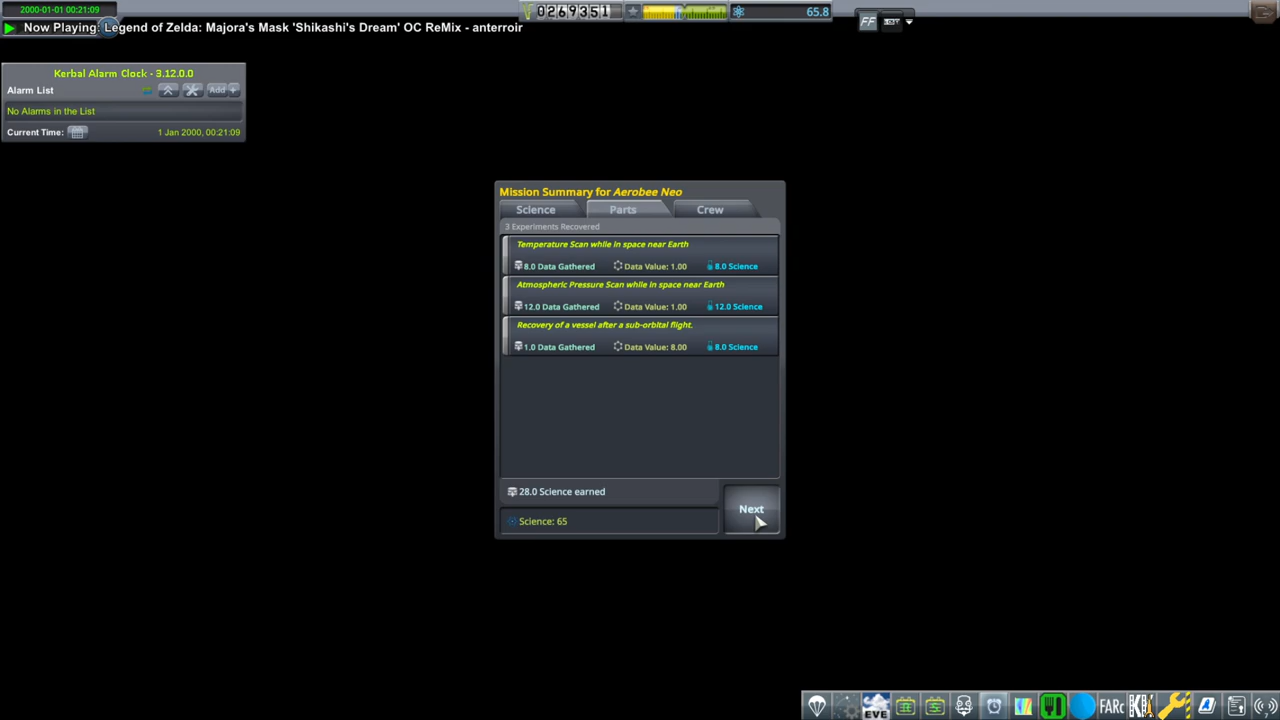 2000-01-01 00:21:09
0269351
65.8
FF
Now Playing: Legend of Zelda: Majora's Mask 'Shikashi's Dream' OC ReMix - anterroir
Kerbal Alarm Clock - 3.12.0.0
Alarm List
Add +
No Alarms in the List
Current Time:
1 Jan 2000, 00:21:09
Mission Summary for Aerobee Neo
Science
Parts
Crew
3 Experiments Recovered
Temperature Scan while in space near Earth
8.0 Data Gathered
Data Value: 1.00
8.0 Science
Atmospheric Pressure Scan while in space near Earth
12.0 Data Gathered
Data Value: 1.00
12.0 Science
Recovery of a vessel after a sub-orbital flight.
1.0 Data Gathered
Data Value: 8.00
8.0 Science
28.0 Science earned
Science: 65
Next
EVE
R
S
FARc